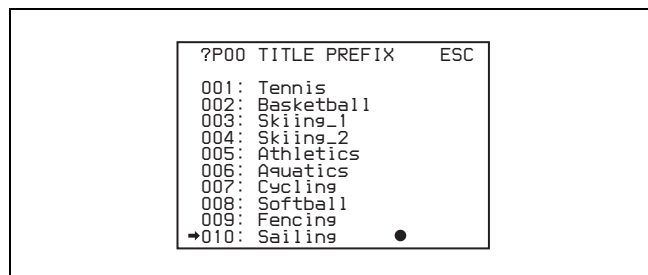 ?P00 TITLE PREFIX ESC
001: Tennis
002: Basketball
003: Skiing_1
004: Skiing_2
005: Athletics
006: Aquatics
007: Cycling
008: Softball
009: Fencing
➔010: Sailing ●